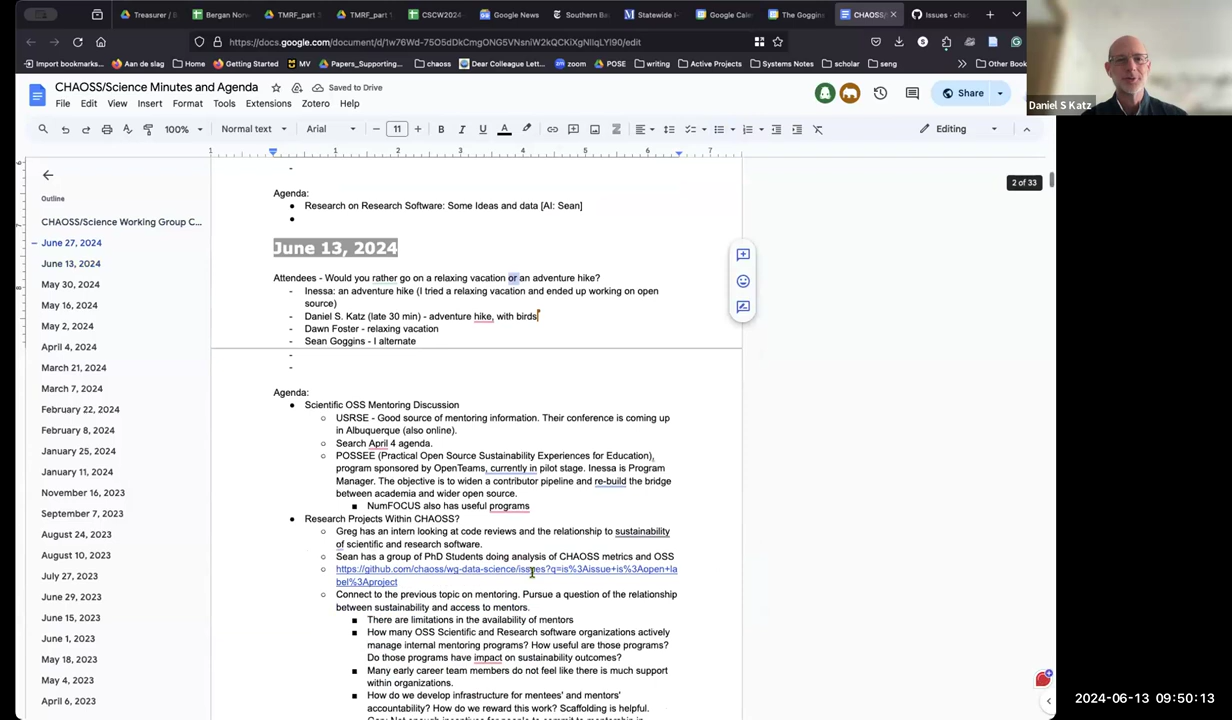 Treasurer / B
Bergan Nor
TMRF_part
TMRF_part 1
CSCW2024
Google News
Southern Ba
Statewide I-
Google Cale
The Goggins
CHAOSS/
Issues · chao
https://docs.google.com/document/d/1w76Wd-75O5dDkCmgONG5VNsniW2kQCKiXgNIlqLYl90/edit
Import bookmarks...
Aan de slag
Home
Getting Started
MV
Papers_Supporting...
chaoss
Dear Colleague Lett...
zoom
POSE
writing
Active Projects
Systems Notes
scholar
seng
Other Book
CHAOSS/Science Minutes and Agenda
Saved to Drive
File Edit View Insert Format Tools Extensions Zotero Help
Share
100%
Normal text
Arial
11
Editing
1 1 2 3 4 5 6 7
2 of 33
Outline
CHAOSS/Science Working Group C...
June 27, 2024
June 13, 2024
May 30, 2024
May 16, 2024
May 2, 2024
April 4, 2024
March 21, 2024
March 7, 2024
February 22, 2024
February 8, 2024
January 25, 2024
January 11, 2024
November 16, 2023
September 7, 2023
August 24, 2023
August 10, 2023
July 27, 2023
June 29, 2023
June 15, 2023
June 1, 2023
May 18, 2023
May 4, 2023
April 6, 2023
-
Agenda:
● Research on Research Software: Some Ideas and data [AI: Sean]
●
June 13, 2024
Attendees - Would you rather go on a relaxing vacation or an adventure hike?
- Inessa: an adventure hike (I tried a relaxing vacation and ended up working on open
source)
- Daniel S. Katz (late 30 min) - adventure hike, with birds
- Dawn Foster - relaxing vacation
- Sean Goggins - I alternate
-
-
Agenda:
● Scientific OSS Mentoring Discussion
○ USRSE - Good source of mentoring information. Their conference is coming up
in Albuquerque (also online).
○ Search April 4 agenda.
○ POSSEE (Practical Open Source Sustainability Experiences for Education),
program sponsored by OpenTeams, currently in pilot stage. Inessa is Program
Manager. The objective is to widen a contributor pipeline and re-build the bridge
between academia and wider open source.
■ NumFOCUS also has useful programs
● Research Projects Within CHAOSS?
○ Greg has an intern looking at code reviews and the relationship to sustainability
of scientific and research software.
○ Sean has a group of PhD Students doing analysis of CHAOSS metrics and OSS
○ https://github.com/chaoss/wg-data-science/issues?q=is%3Aissue+is%3Aopen+la
bel%3Aproject
○ Connect to the previous topic on mentoring. Pursue a question of the relationship
between sustainability and access to mentors.
■ There are limitations in the availability of mentors
■ How many OSS Scientific and Research software organizations actively
manage internal mentoring programs? How useful are those programs?
Do those programs have impact on sustainability outcomes?
■ Many early career team members do not feel like there is much support
within organizations.
■ How do we develop infrastructure for mentees' and mentors'
accountability? How do we reward this work? Scaffolding is helpful.
Daniel S Katz
2024-06-13 09:50:13